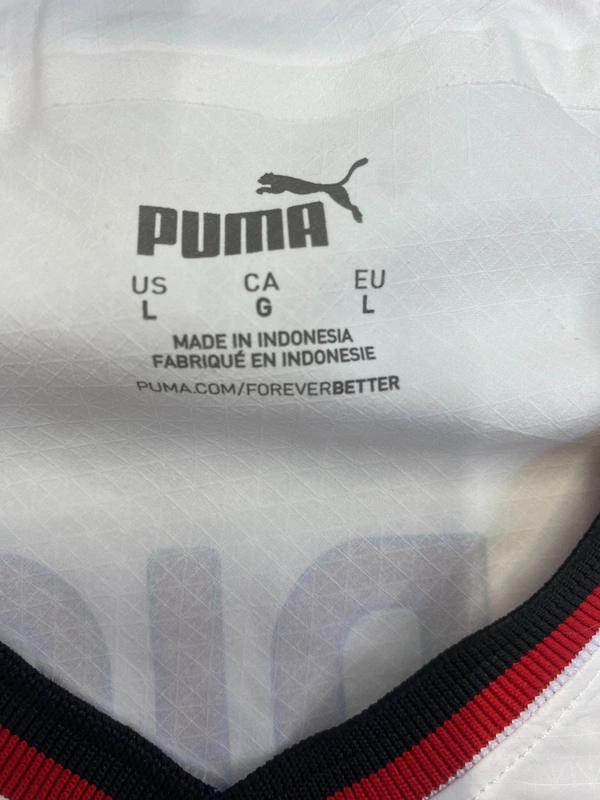 PUMA
US CA EU
L G L
MADE IN INDONESIA
FABRIQUÉ EN INDONESIE
PUMA.COM/FOREVERBETTER